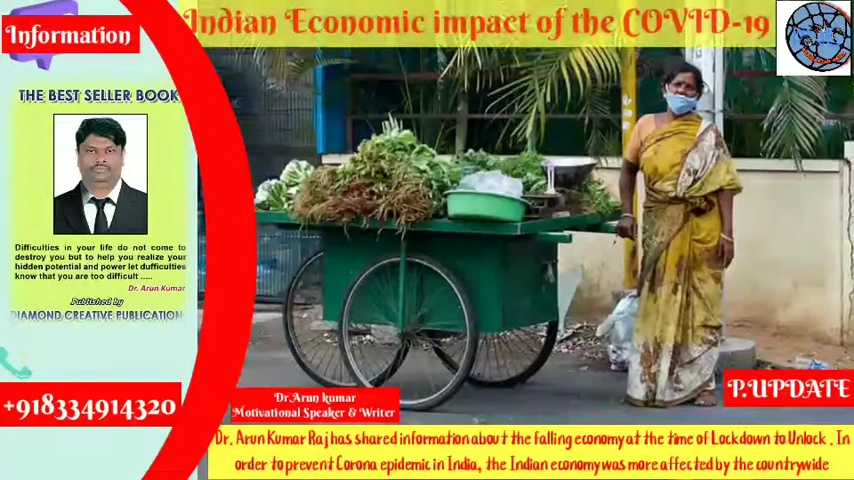 Information
Indian Economic impact of the COVID-19
THE BEST SELLER BOOK
Difficulties in your life do not come to
destroy you but to help you realize your
hidden potential and power let dufficulties
know that you are too difficult .....
Dr. Arun Kumar
Published by
DIAMOND CREATIVE PUBLICATION
+918334914320
Dr.Arun kumar
Motivational Speaker & Writer
P.UPDATE
Dr. Arun Kumar Raj has shared information about the falling economy at the time of Lockdown to Unlock . In
order to prevent Corona epidemic in India, the Indian economy was more affected by the countrywide